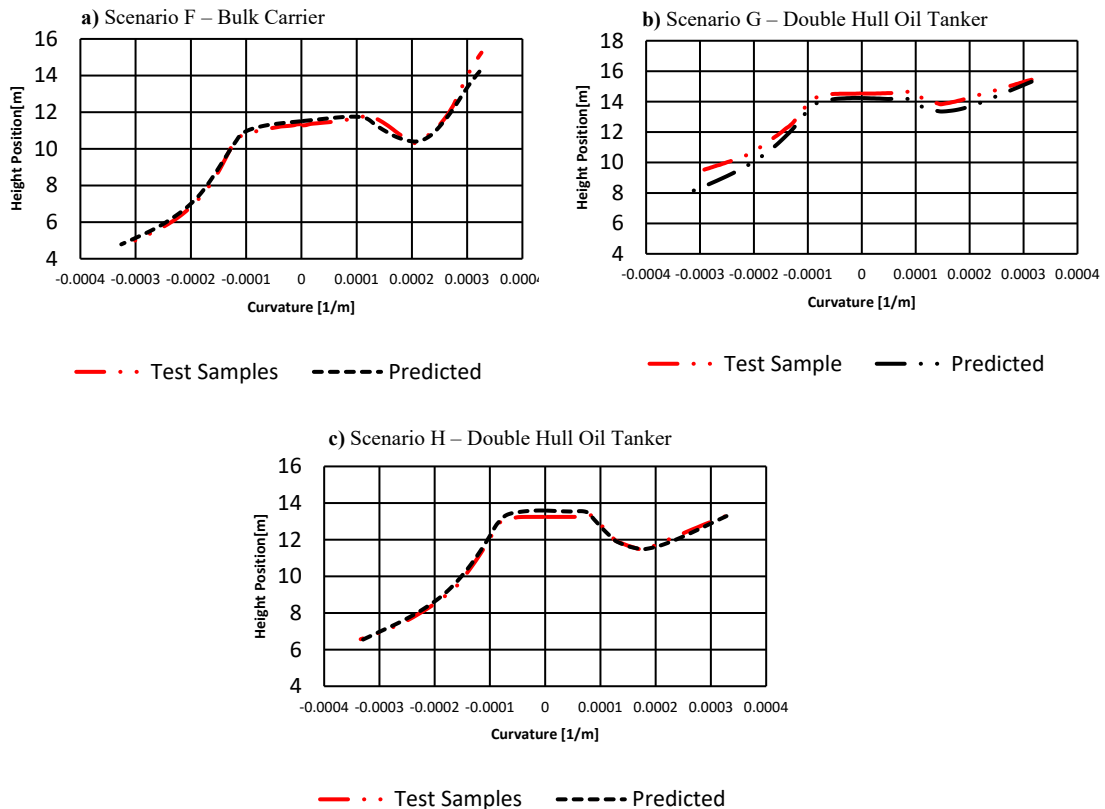 a) Scenario F – Bulk Carrier
16
14
12
10
8
6
4
Height Position[m]
-0.0004 -0.0003 -0.0002 -0.0001 0 0.0001 0.0002 0.0003 0.0004
Curvature [1/m]
Test Samples Predicted
b) Scenario G – Double Hull Oil Tanker
18
16
14
12
10
8
6
4
Height Position[m]
-0.0004 -0.0003 -0.0002 -0.0001 0 0.0001 0.0002 0.0003 0.0004
Curvature [1/m]
Test Sample Predicted
c) Scenario H – Double Hull Oil Tanker
16
14
12
10
8
6
4
Height Position[m]
-0.0004 -0.0003 -0.0002 -0.0001 0 0.0001 0.0002 0.0003 0.0004
Curvature [1/m]
Test Samples Predicted